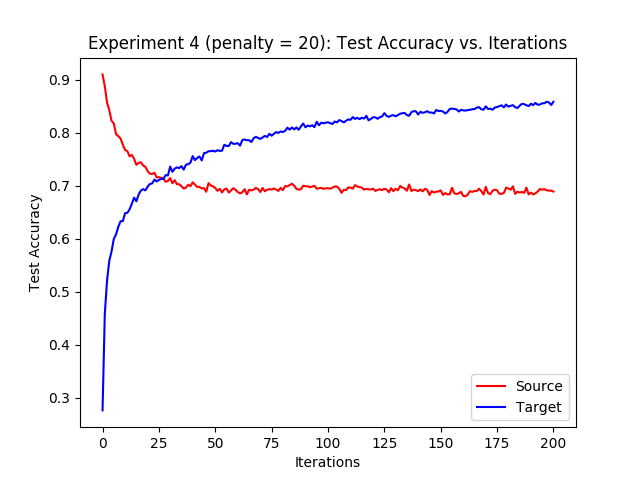 Experiment 4 (penalty = 20): Test Accuracy vs. Iterations
Test Accuracy
0.9
0.8
0.7
0.6
0.5
0.4
0.3
0 25 50 75 100 125 150 175 200
Iterations
Source
Target